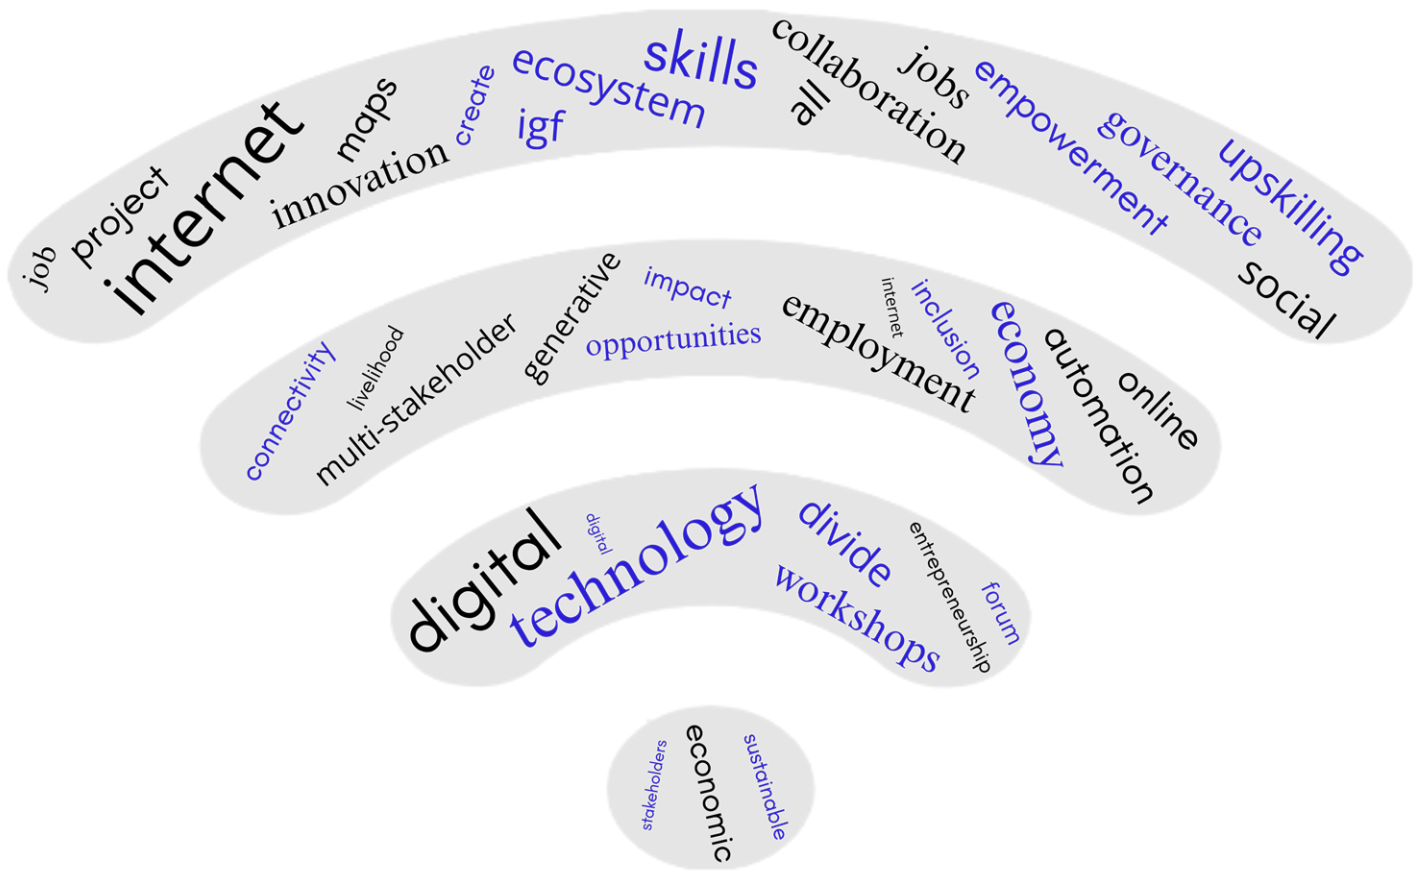 job
project
internet
maps
innovation
create
ecosystem
igf
skills
all
collaboration
jobs
empowerment
governance
upskilling
social
connectivity
livelihood
multi-stakeholder
generative
impact
opportunities
employment
internet
inclusion
economy
automation
online
digital
digital
technology
divide
workshops
entrepreneurship
forum
stakeholders
economic
sustainable